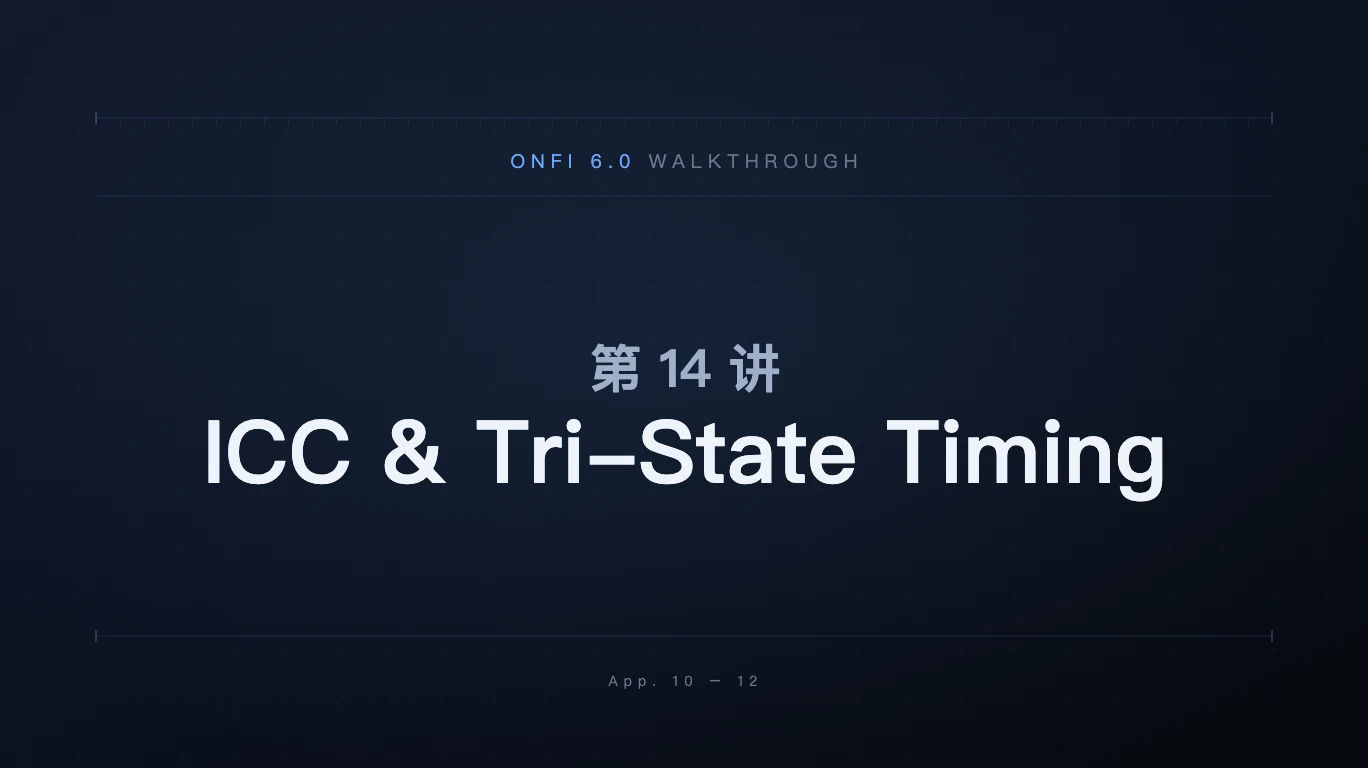 ONFI 6.0 WALKTHROUGH
第 14 讲
ICC & Tri-State Timing
App. 10 – 12